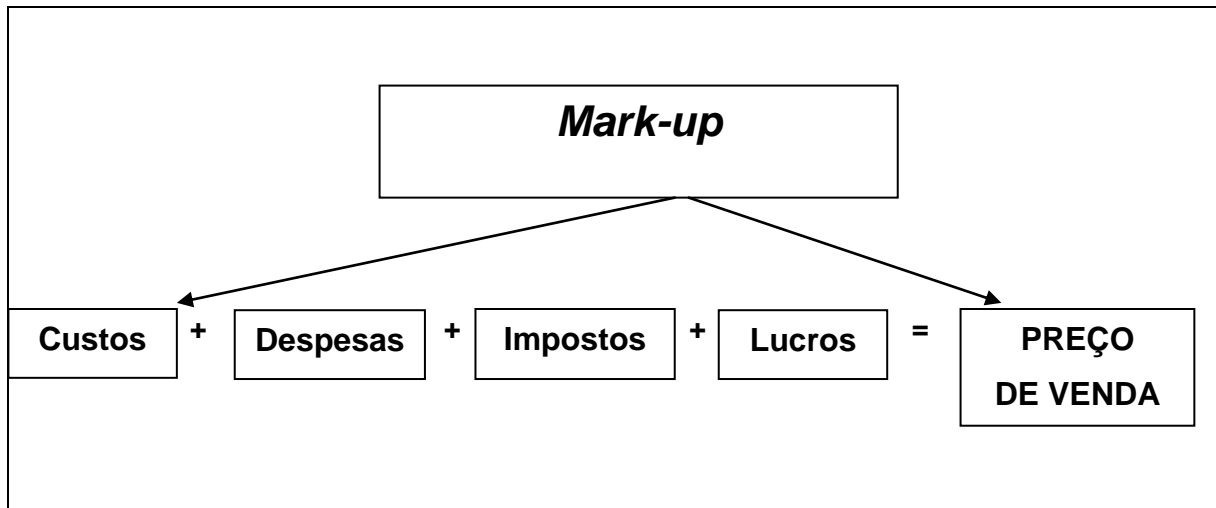 Mark-up
Custos + Despesas + Impostos + Lucros = PREÇO
DE VENDA